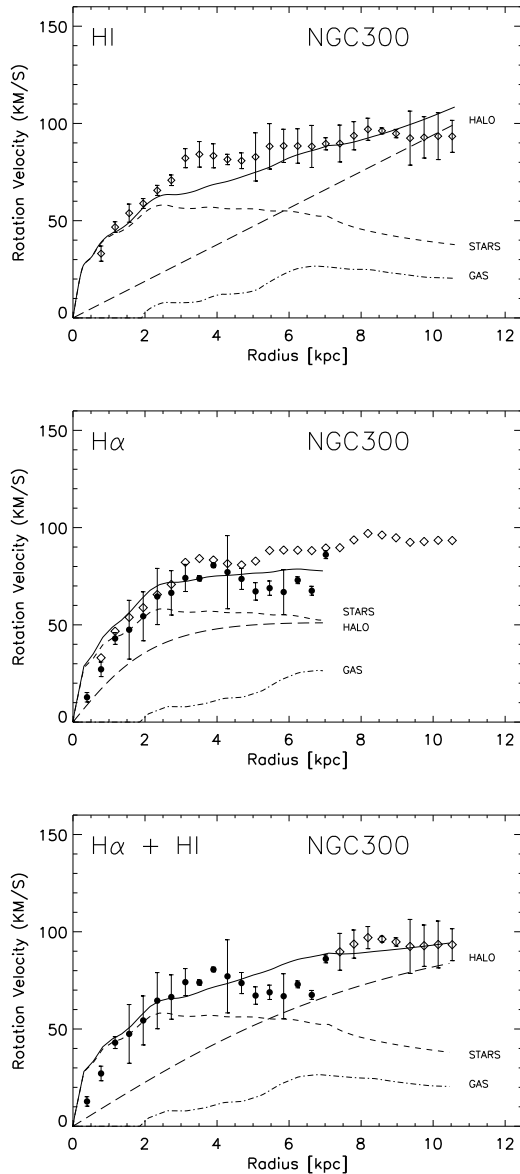 HI NGC300
150
100
50
0
Rotation Velocity (KM/S)
HALO
STARS
GAS
0 2 4 6 8 10 12
Radius [kpc]
Hα NGC300
150
100
50
0
Rotation Velocity (KM/S)
STARS
HALO
GAS
0 2 4 6 8 10 12
Radius [kpc]
Hα + HI NGC300
150
100
50
0
Rotation Velocity (KM/S)
HALO
STARS
GAS
0 2 4 6 8 10 12
Radius [kpc]